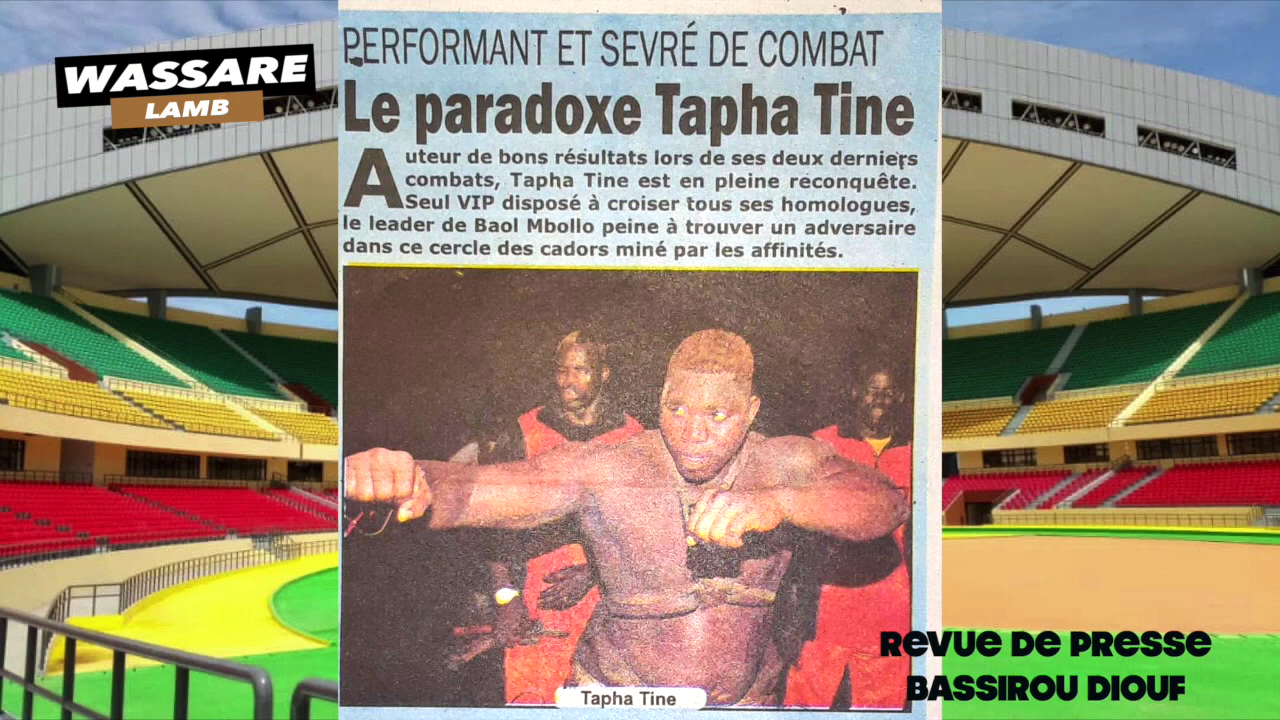 WASSARE
LAMB
PERFORMANT ET SEVRÉ DE COMBAT
Le paradoxe Tapha Tine
Auteur de bons résultats lors de ses deux derniers
combats, Tapha Tine est en pleine reconquête.
Seul VIP disposé à croiser tous ses homologues,
le leader de Baol Mbollo peine à trouver un adversaire
dans ce cercle des cadors miné par les affinités.
Tapha Tine
REVUE DE PRESSE
BASSIROU DIOUF